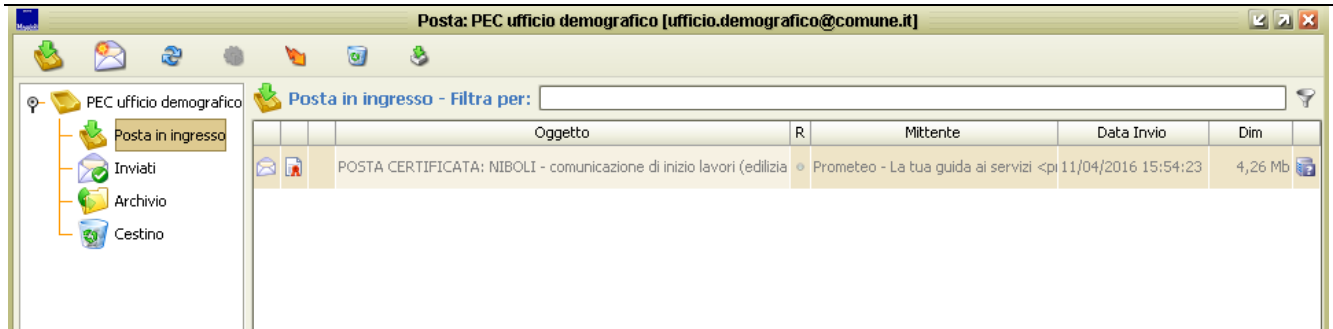 Maggioli
Posta: PEC ufficio demografico [ufficio.demografico@comune.it]
PEC ufficio demografico
Posta in ingresso
Inviati
Archivio
Cestino
Posta in ingresso - Filtra per:
Oggetto R Mittente Data Invio Dim
POSTA CERTIFICATA: NIBOLI - comunicazione di inizio lavori (edilizia Prometeo - La tua guida ai servizi <pr 11/04/2016 15:54:23 4,26 Mb